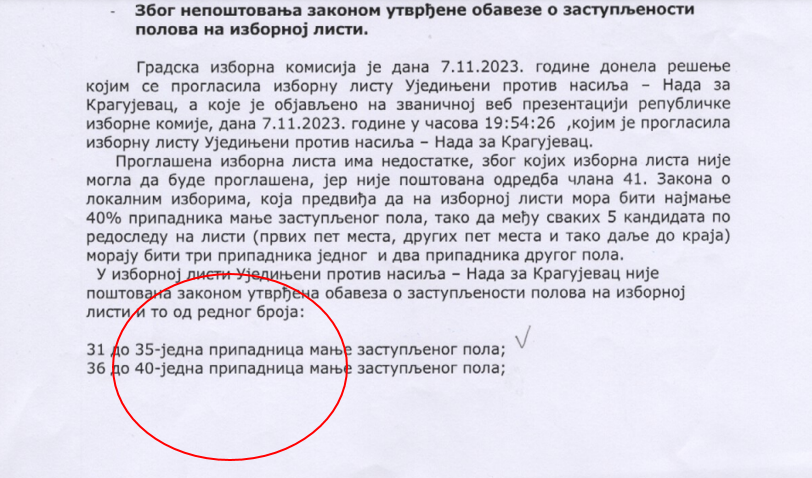 - Због непоштовања законом утврђене обавезе о заступљености
полова на изборној листи.
Градска изборна комисија је дана 7.11.2023. године донела решење
којим се прогласила изборну листу Уједињени против насиља – Нада за
Крагујевац, а које је објављено на званичној веб презентацији републичке
изборне комије, дана 7.11.2023. године у часова 19:54:26 ,којим је прогласила
изборну листу Уједињени против насиља – Нада за Крагујевац.
Проглашена изборна листа има недостатке, због којих изборна листа није
могла да буде проглашена, јер није поштована одредба члана 41. Закона о
локалним изборима, која предвиђа да на изборној листи мора бити најмање
40% припадника мање заступљеног пола, тако да међу сваких 5 кандидата по
редоследу на листи (првих пет места, других пет места и тако даље до краја)
морају бити три припадника једног и два припадника другог пола.
У изборној листи Уједињени против насиља – Нада за Крагујевац није
поштована законом утврђена обавеза о заступљености полова на изборној
листи и то од редног броја:
31 до 35-једна припадница мање заступљеног пола;
36 до 40-једна припадница мање заступљеног пола;